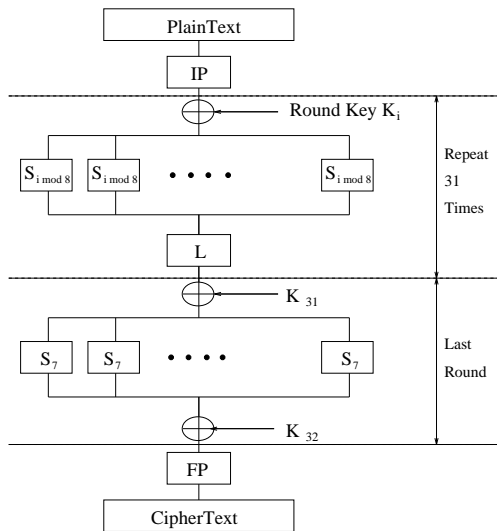 PlainText
IP
Round Key K i
S i mod 8 S i mod 8 • • • • S i mod 8
Repeat
31
Times
L
K 31
S 7 S 7 • • • • S 7
Last
Round
K 32
FP
CipherText